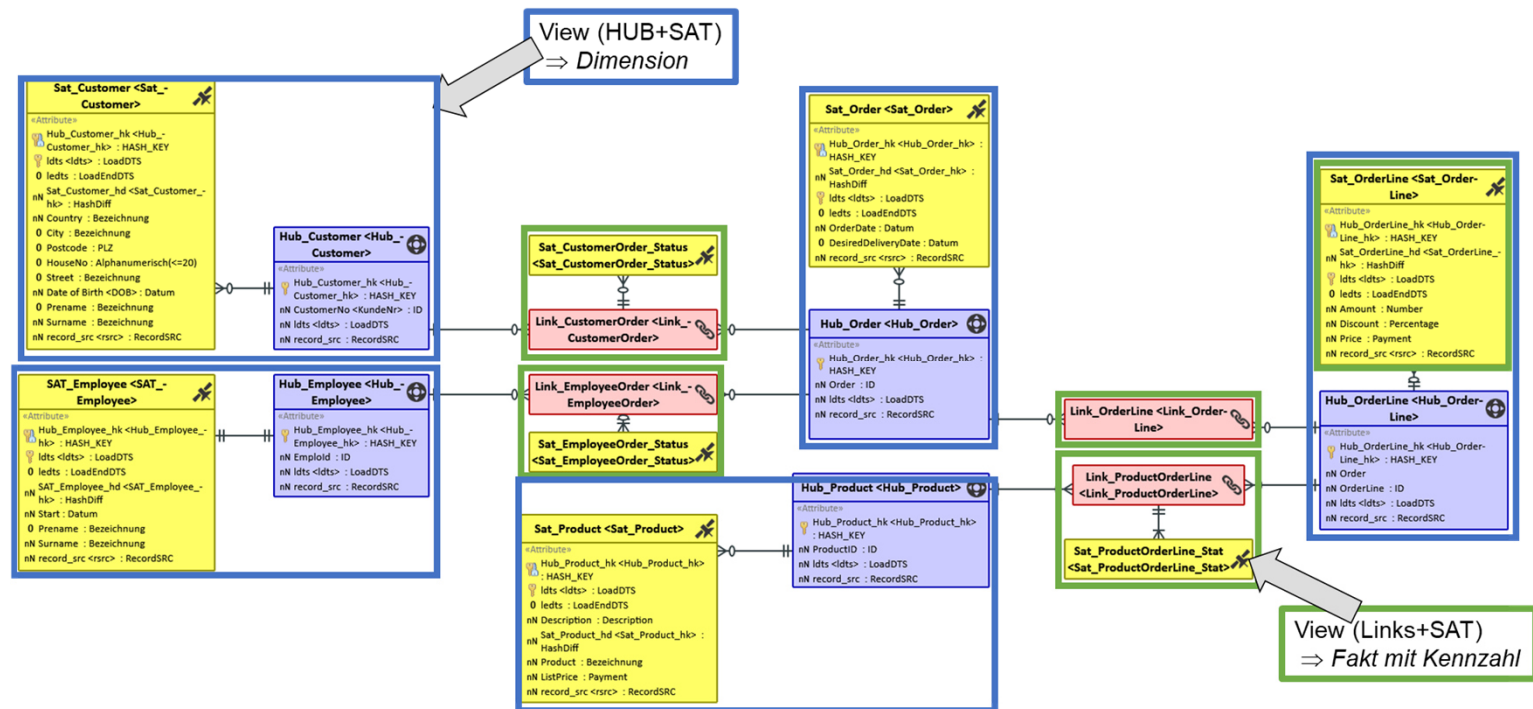 View (HUB+SAT)
⇒ Dimension
Sat_Customer <Sat_-
Customer>
«Attribute»
Hub_Customer_hk <Hub_-
Customer_hk> : HASH_KEY
ldts <ldts> : LoadDTS
0 ledts : LoadEndDTS
nN Sat_Customer_hd <Sat_Customer_-
hk> : HashDiff
nN Country : Bezeichnung
0 City : Bezeichnung
0 Postcode : PLZ
0 HouseNo : Alphanumerisch(<=20)
0 Street : Bezeichnung
nN Date of Birth <DOB> : Datum
0 Prename : Bezeichnung
nN Surname : Bezeichnung
nN record_src <rsrc> : RecordSRC
Hub_Customer <Hub_-
Customer>
«Attribute»
Hub_Customer_hk <Hub_-
Customer_hk> : HASH_KEY
nN CustomerNo <KundeNr> : ID
nN ldts <ldts> : LoadDTS
nN record_src : RecordSRC
Sat_CustomerOrder_Status
<Sat_CustomerOrder_Status>
Link_CustomerOrder <Link_-
CustomerOrder>
Sat_Order <Sat_Order>
«Attribute»
Hub_Order_hk <Hub_Order_hk> :
HASH_KEY
nN Sat_Order_hd <Sat_Order_hk> :
HashDiff
ldts <ldts> : LoadDTS
0 ledts : LoadEndDTS
nN OrderDate : Datum
0 DesiredDeliveryDate : Datum
nN record_src <rsrc> : RecordSRC
Hub_Order <Hub_Order>
«Attribute»
Hub_Order_hk <Hub_Order_hk> :
HASH_KEY
nN Order : ID
nN ldts <ldts> : LoadDTS
nN record_src : RecordSRC
Sat_OrderLine <Sat_Order-
Line>
«Attribute»
Hub_OrderLine_hk <Hub_Order-
Line_hk> : HASH_KEY
nN Sat_OrderLine_hd <Sat_OrderLine_-
hk> : HashDiff
ldts <ldts> : LoadDTS
0 ledts : LoadEndDTS
nN Amount : Number
nN Discount : Percentage
nN Price : Payment
nN record_src <rsrc> : RecordSRC
Hub_OrderLine <Hub_Order-
Line>
«Attribute»
Hub_OrderLine_hk <Hub_Order-
Line_hk> : HASH_KEY
nN Order
nN OrderLine : ID
nN ldts <ldts> : LoadDTS
nN record_src : RecordSRC
SAT_Employee <SAT_-
Employee>
«Attribute»
Hub_Employee_hk <Hub_Employee_-
hk> : HASH_KEY
ldts <ldts> : LoadDTS
0 ledts : LoadEndDTS
nN SAT_Employee_hd <SAT_Employee_-
hk> : HashDiff
nN Start : Datum
0 Prename : Bezeichnung
nN Surname : Bezeichnung
nN record_src <rsrc> : RecordSRC
Hub_Employee <Hub_-
Employee>
«Attribute»
Hub_Employee_hk <Hub_-
Employee_hk> : HASH_KEY
nN EmploId : ID
nN ldts <ldts> : LoadDTS
nN record_src : RecordSRC
Link_EmployeeOrder <Link_-
EmployeeOrder>
Sat_EmployeeOrder_Status
<Sat_EmployeeOrder_Status>
Link_OrderLine <Link_Order-
Line>
Link_ProductOrderLine
<Link_ProductOrderLine>
Sat_ProductOrderLine_Stat
<Sat_ProductOrderLine_Stat>
Sat_Product <Sat_Product>
«Attribute»
Hub_Product_hk <Hub_Product_hk>
: HASH_KEY
ldts <ldts> : LoadDTS
0 ledts : LoadEndDTS
nN Description : Description
nN Sat_Product_hd <Sat_Product_hk> :
HashDiff
nN Product : Bezeichnung
nN ListPrice : Payment
nN record_src <rsrc> : RecordSRC
Hub_Product <Hub_Product>
«Attribute»
Hub_Product_hk <Hub_Product_hk>
: HASH_KEY
nN ProductID : ID
nN ldts <ldts> : LoadDTS
nN record_src : RecordSRC
View (Links+SAT)
⇒ Fakt mit Kennzahl